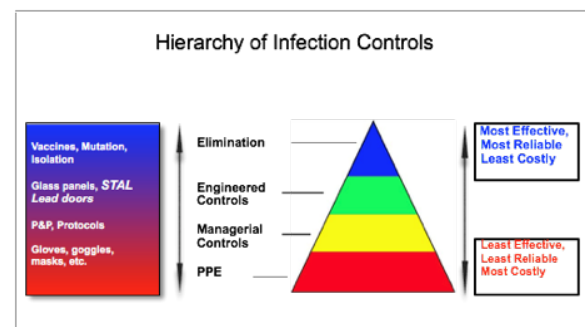 Hierarchy of Infection Controls
Vaccines, Mutation,
Isolation
Glass panels, STAL
Lead doors
P&P, Protocols
Gloves, goggles,
masks, etc.
Elimination
Engineered
Controls
Managerial
Controls
PPE
Most Effective,
Most Reliable
Least Costly
Least Effective,
Least Reliable
Most Costly